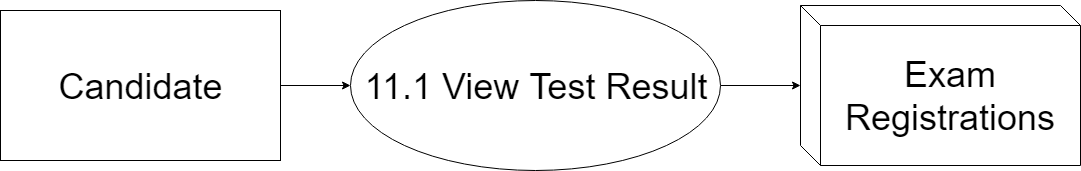 Candidate
11.1 View Test Result
Exam
Registrations